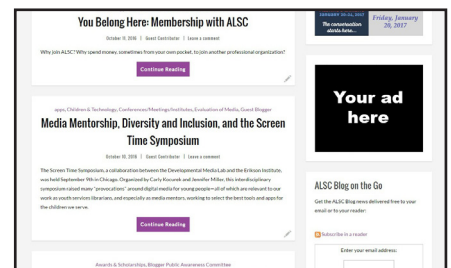 You Belong Here: Membership with ALSC
October 11, 2016 | Guest Contributor | Leave a comment
Why join ALSC? Why spend money, sometimes from your own pocket, to join another professional organization?
Continue Reading
apps, Children & Technology, Conferences/Meetings/Institutes, Evaluation of Media, Guest Blogger
Media Mentorship, Diversity and Inclusion, and the Screen
Time Symposium
October 10, 2016 | Guest Contributor | Leave a comment
The Screen Time Symposium, a collaboration between the Developmental Media Lab and the Erikson Institute,
was held September 9th in Chicago. Organized by Carly Kocurek and Jennifer Miller, this interdisciplinary
symposium raised many "provocations" around digital media for young people—all of which are relevant to our
work as youth services librarians, and especially as media mentors, working to select the best tools and apps for
the children we serve.
Continue Reading
Awards & Scholarships, Blogger Public Awareness Committee
The conversation
starts here...
Friday, January
20, 2017
Your ad
here
ALSC Blog on the Go
Get the ALSC Blog news delivered free to your
email or to your reader:
Subscribe in a reader
Enter your email address: